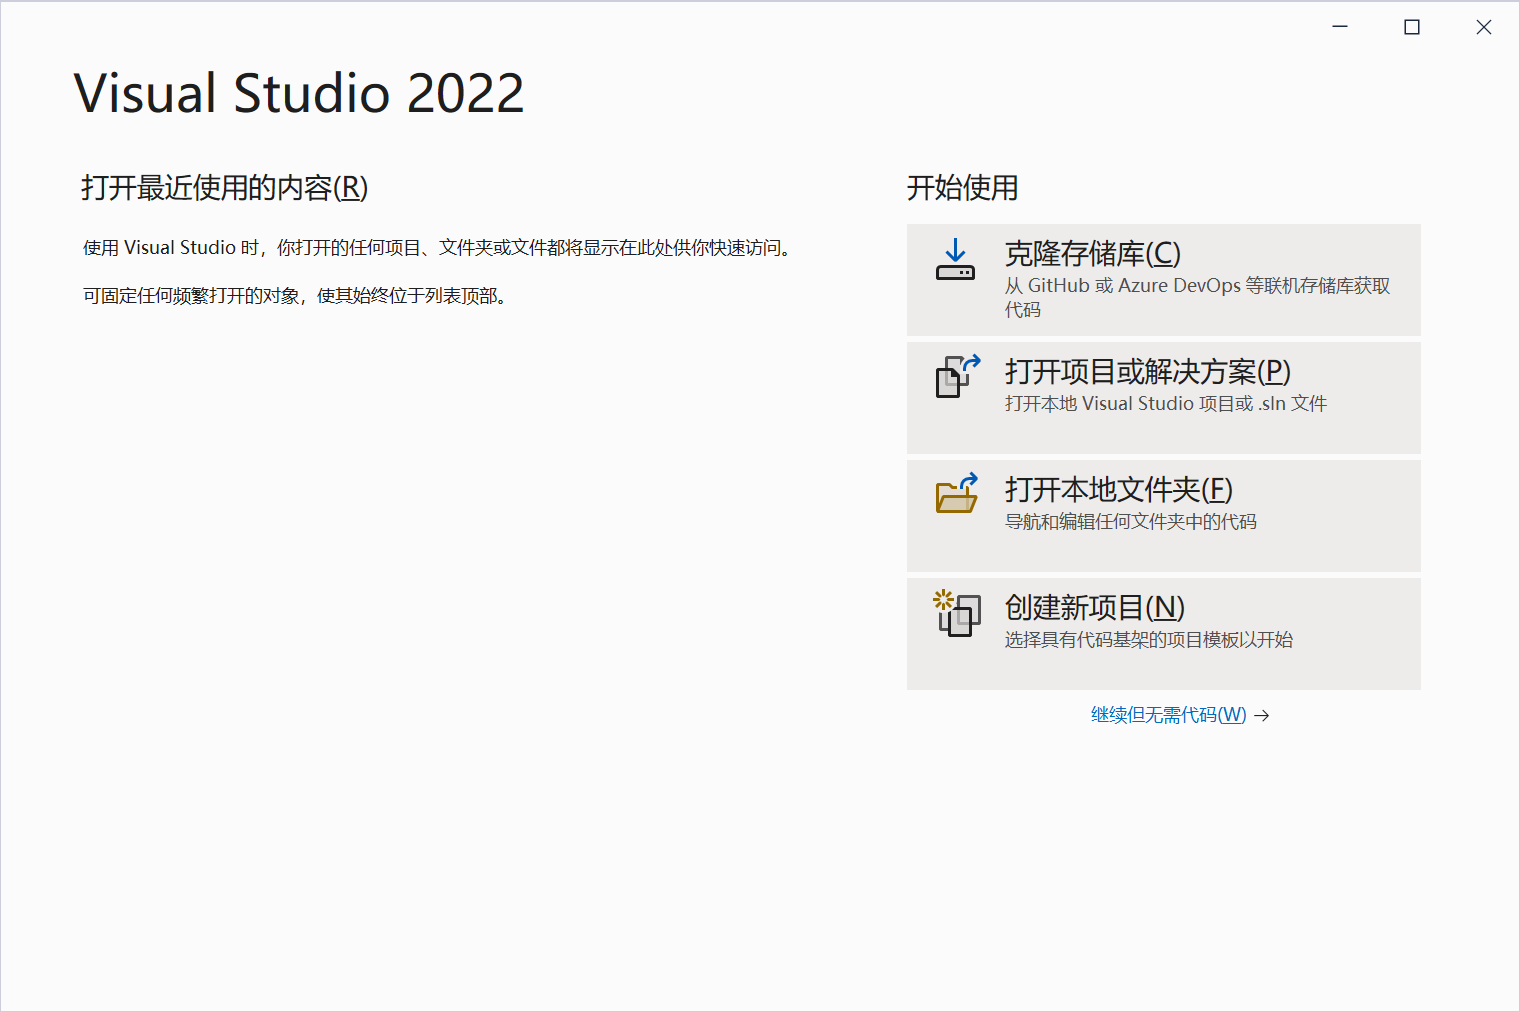 Visual Studio 2022
打开最近使用的内容(R)
使用 Visual Studio 时，你打开的任何项目、文件夹或文件都将显示在此处供你快速访问。
可固定任何频繁打开的对象，使其始终位于列表顶部。
开始使用
克隆存储库(C)
从 GitHub 或 Azure DevOps 等联机存储库获取
代码
打开项目或解决方案(P)
打开本地 Visual Studio 项目或 .sln 文件
打开本地文件夹(F)
导航和编辑任何文件夹中的代码
创建新项目(N)
选择具有代码基架的项目模板以开始
继续但无需代码(W) →